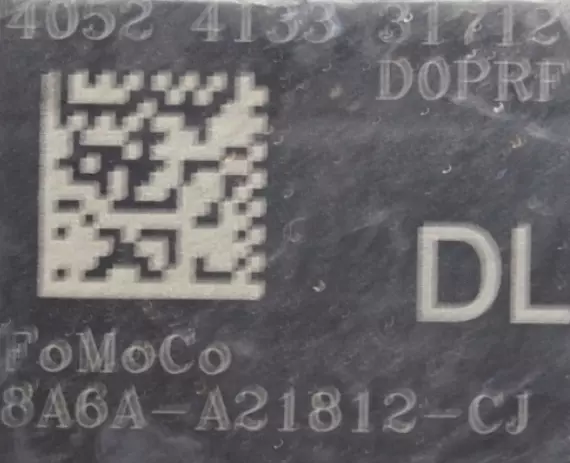 4052 4133 31712
D0PRF
DL
FoMoCo
8A6A-A21812-CJ